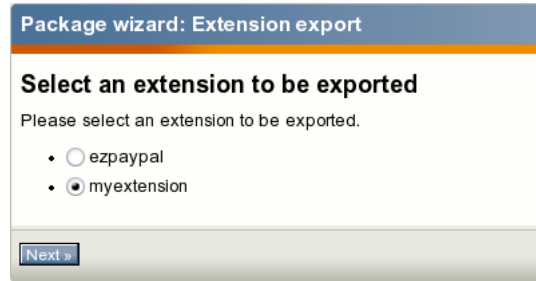 Package wizard: Extension export
Select an extension to be exported
Please select an extension to be exported.
ezpaypal
myextension
Next »